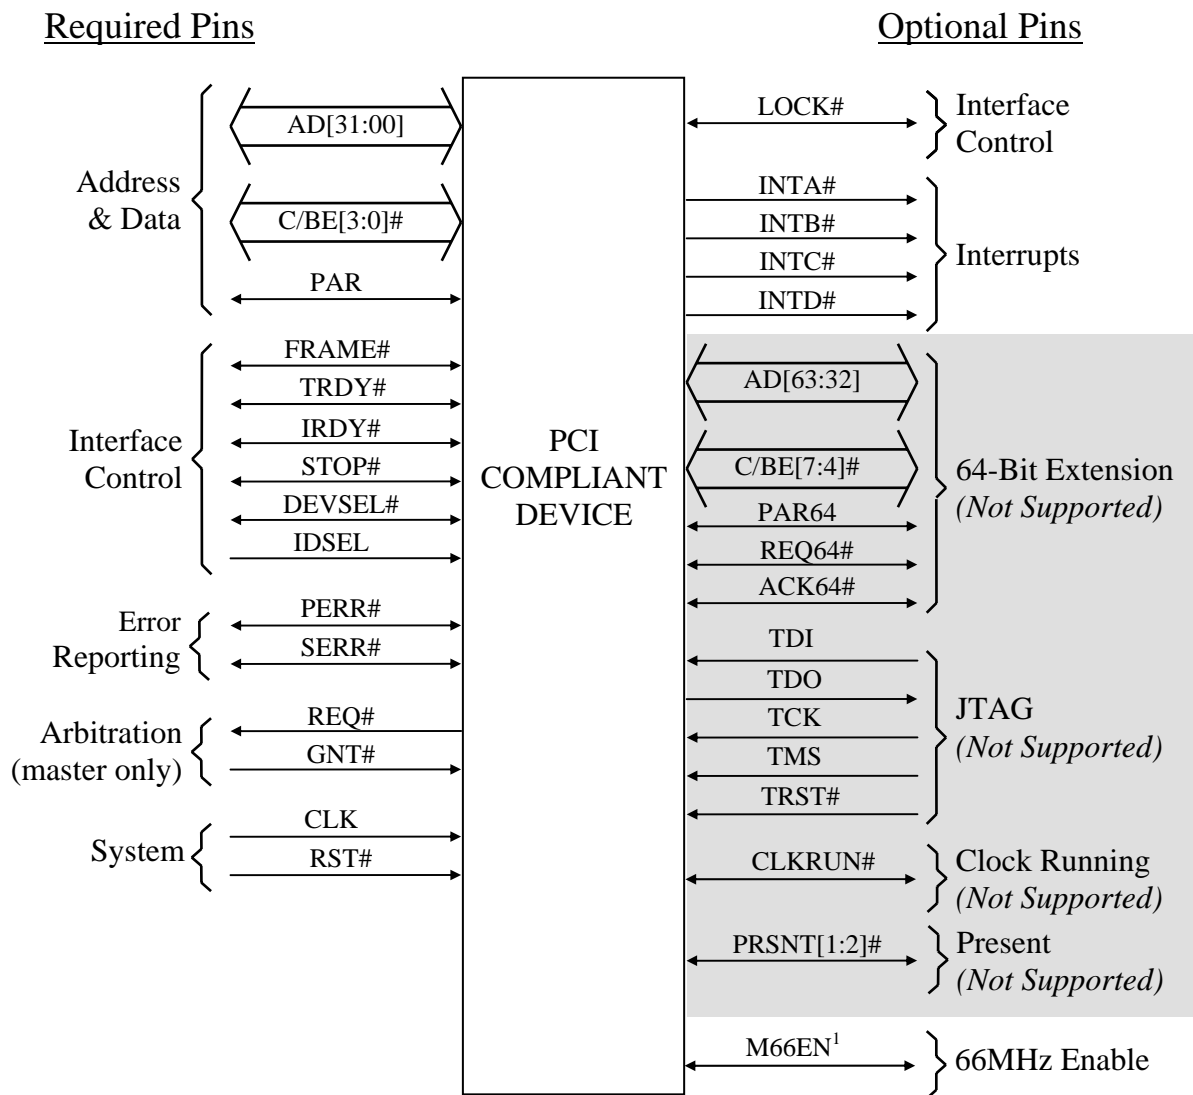 Required Pins
Optional Pins
AD[31:00]
C/BE[3:0]#
PAR
Address
& Data
FRAME#
TRDY#
IRDY#
STOP#
DEVSEL#
IDSEL
Interface
Control
PERR#
SERR#
Error
Reporting
REQ#
GNT#
Arbitration
(master only)
CLK
RST#
System
PCI
COMPLIANT
DEVICE
LOCK#
Interface
Control
INTA#
INTB#
INTC#
INTD#
Interrupts
AD[63:32]
C/BE[7:4]#
PAR64
REQ64#
ACK64#
64-Bit Extension
(Not Supported)
TDI
TDO
TCK
TMS
TRST#
JTAG
(Not Supported)
CLKRUN#
Clock Running
(Not Supported)
PRSNT[1:2]#
Present
(Not Supported)
M66EN1
66MHz Enable